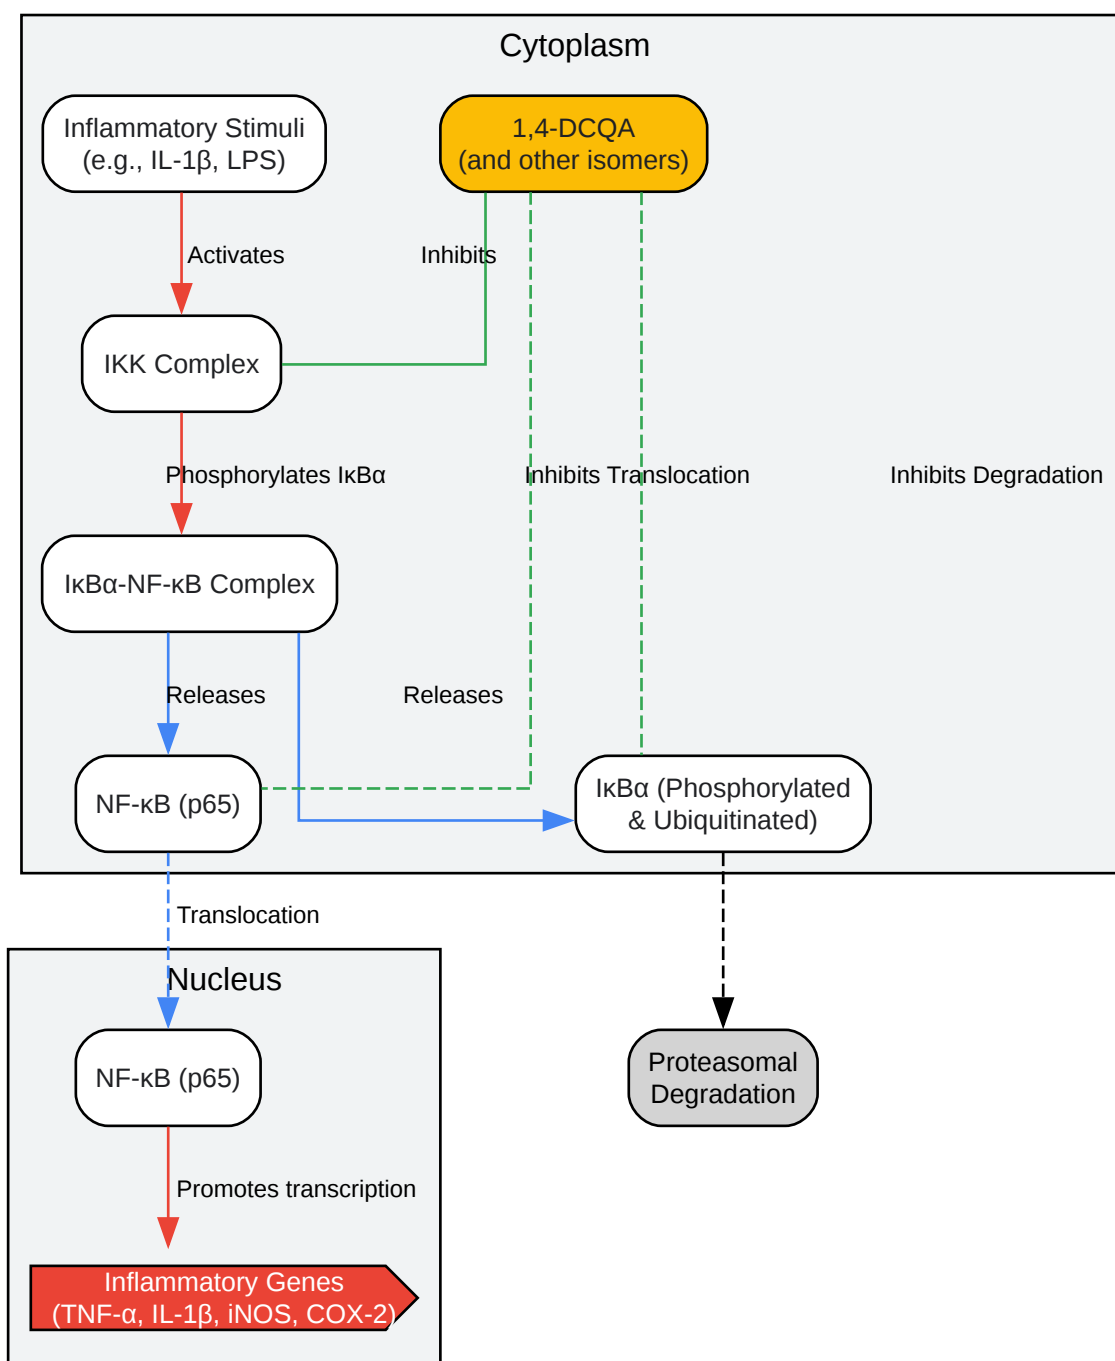 Cytoplasm
Inflammatory Stimuli
(e.g., IL-1β, LPS)
1,4-DCQA
(and other isomers)
Activates
Inhibits
IKK Complex
Phosphorylates IκBα
Inhibits Translocation
Inhibits Degradation
IκBα-NF-κB Complex
Releases
Releases
NF-κB (p65)
IκBα (Phosphorylated
& Ubiquitinated)
Translocation
Nucleus
NF-κB (p65)
Proteasomal
Degradation
Promotes transcription
Inflammatory Genes
(TNF-α, IL-1β, iNOS, COX-2)